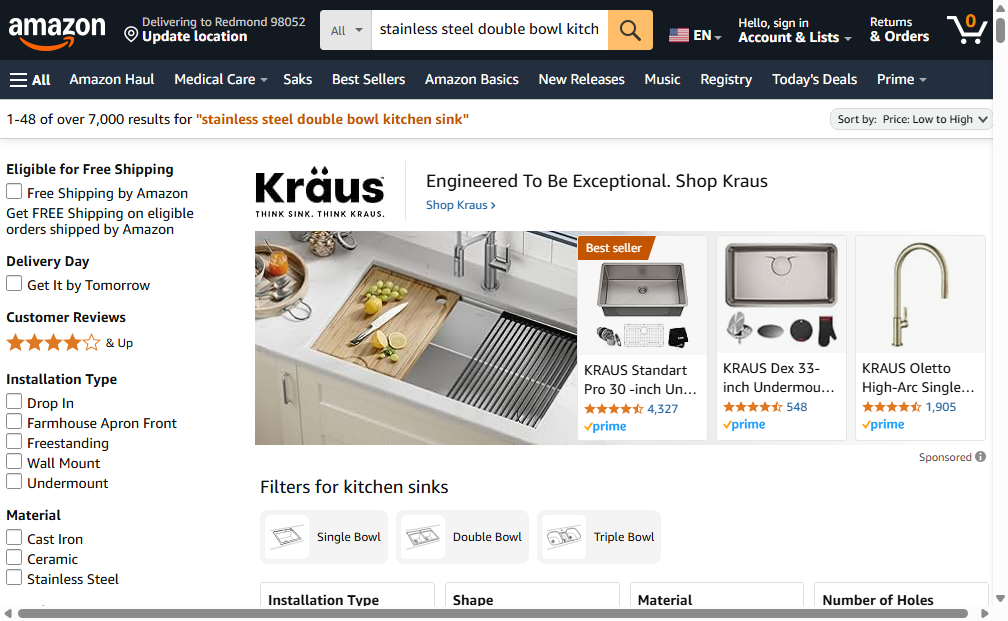 amazon
Delivering to Redmond 98052
Update location
All
stainless steel double bowl kitch
EN
Hello, sign in
Account & Lists
Returns
& Orders
0
All
Amazon Haul
Medical Care
Saks
Best Sellers
Amazon Basics
New Releases
Music
Registry
Today's Deals
Prime
1-48 of over 7,000 results for "stainless steel double bowl kitchen sink"
Sort by: Price: Low to High
Eligible for Free Shipping
Free Shipping by Amazon
Get FREE Shipping on eligible
orders shipped by Amazon
Delivery Day
Get It by Tomorrow
Customer Reviews
& Up
Installation Type
Drop In
Farmhouse Apron Front
Freestanding
Wall Mount
Undermount
Material
Cast Iron
Ceramic
Stainless Steel
Kräus
THINK SINK. THINK KRAUS.
Engineered To Be Exceptional. Shop Kraus
Shop Kraus ›
Best seller
KRAUS Standart
Pro 30 -inch Un...
4,327
prime
KRAUS Dex 33-
inch Undermou...
548
prime
KRAUS Oletto
High-Arc Single...
1,905
prime
Sponsored
Filters for kitchen sinks
Single Bowl
Double Bowl
Triple Bowl
Installation Type
Shape
Material
Number of Holes